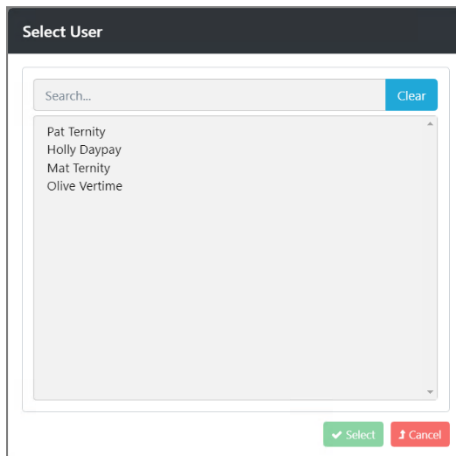 Select User
Search... Clear
Pat Ternity
Holly Daypay
Mat Ternity
Olive Vertime
Select Cancel